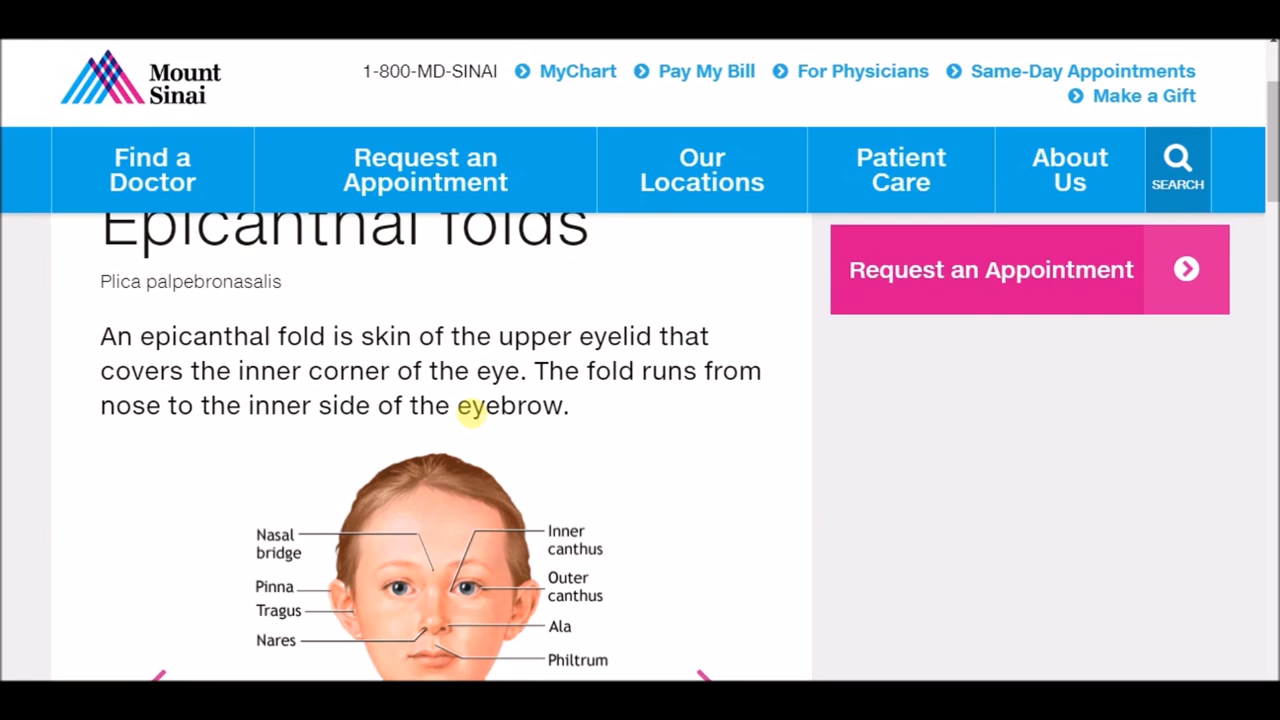 Mount
Sinai
1-800-MD-SINAI MyChart Pay My Bill For Physicians Same-Day Appointments
Make a Gift
Find a
Doctor
Request an
Appointment
Our
Locations
Patient
Care
About
Us
SEARCH
Epicanthal folds
Request an Appointment
Plica palpebronasalis
An epicanthal fold is skin of the upper eyelid that
covers the inner corner of the eye. The fold runs from
nose to the inner side of the eyebrow.
Nasal
bridge
Pinna
Tragus
Nares
Inner
canthus
Outer
canthus
Ala
Philtrum